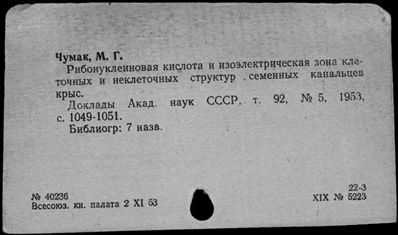 Чумак, М. Г.
Рибонуклеиновая кислота и изоэлектрическая зона кле-
точных и неклеточных структур семенных канальцев
крыс.
Доклады Акад. наук СССР, т. 92, № 5, 1953,
с. 1049-1051.
Библиогр: 7 назв.
22-3
№ 40236 XIX № 5223
Всесоюз. кн. палата 2 XI 53